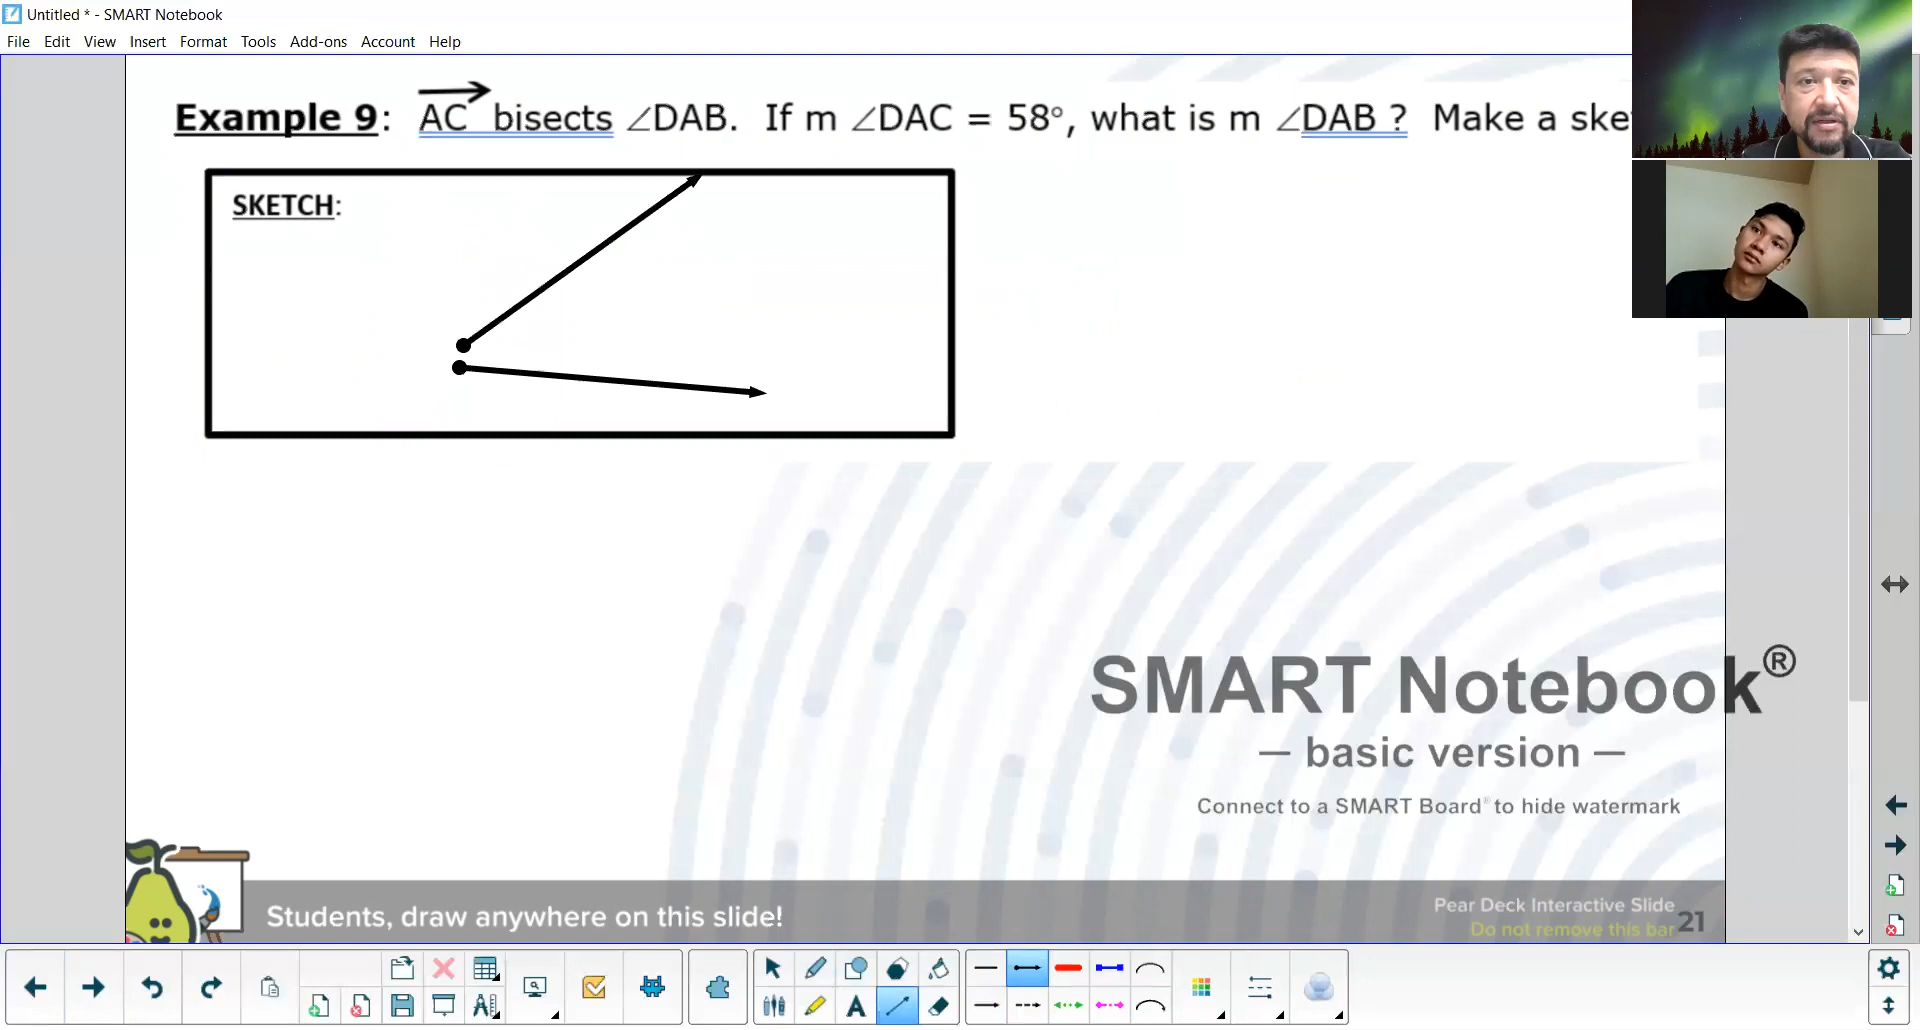 Untitled * - SMART Notebook
File Edit View Insert Format Tools Add-ons Account Help
Example 9: AC bisects ∠DAB. If m ∠DAC = 58°, what is m ∠DAB ? Make a ske
SKETCH:
SMART Notebook®
— basic version —
Connect to a SMART Board® to hide watermark
Students, draw anywhere on this slide!
Pear Deck Interactive Slide
Do not remove this bar
21